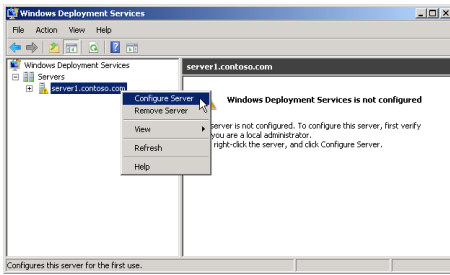 Windows Deployment Services
File Action View Help
Windows Deployment Services
Servers
server1.contoso.com
server1.contoso.com
Configure Server
Remove Server
View
Refresh
Help
Windows Deployment Services is not configured
server is not configured. To configure this server, first verify
you are a local administrator.
right-click the server, and click Configure Server.
Configures this server for the first use.